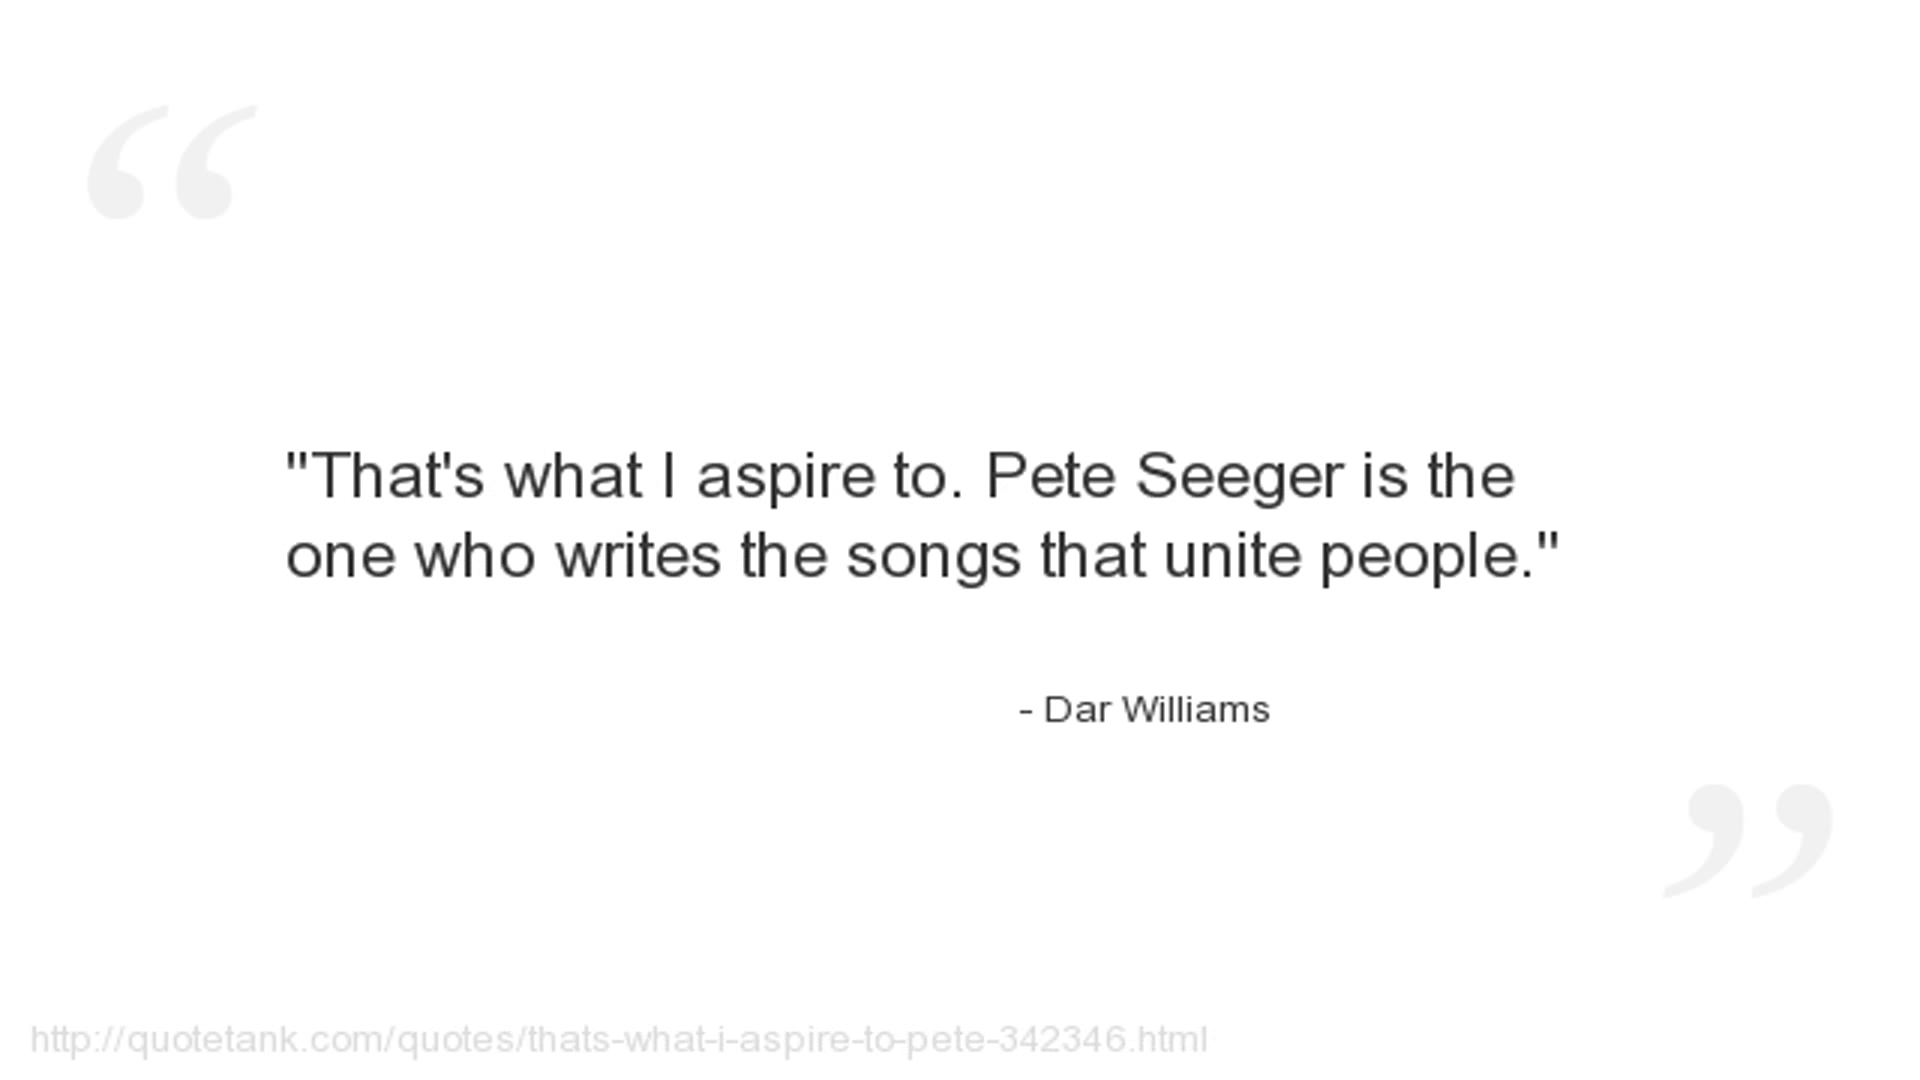 "That's what I aspire to. Pete Seeger is the
one who writes the songs that unite people."
- Dar Williams
http://quotetank.com/quotes/thats-what-i-aspire-to-pete-342346.html